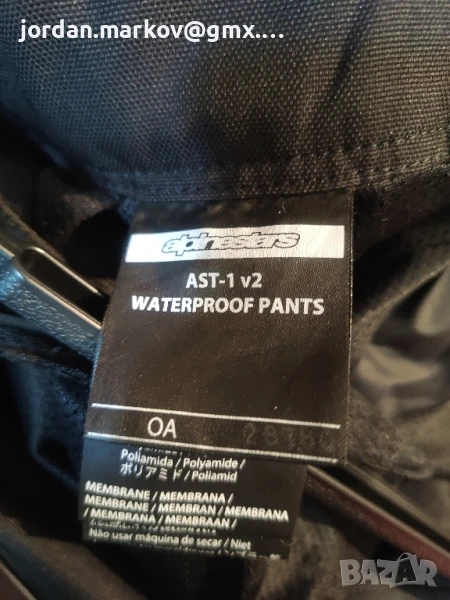 jordan.markov@gmx....
alpinestars
AST-1 v2
WATERPROOF PANTS
OA
Poliamida / Polyamide /
ポリアミド / Poliamid
MEMBRANE / MEMBRANA /
MEMBRANE / MEMBRAN /
MEMBRANA / MEMBRAAN /
Não usar máquina de secar / Niet
BAZAR